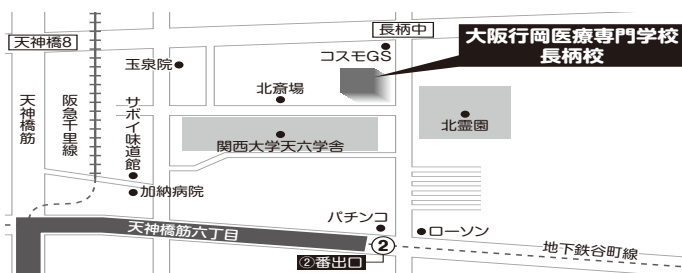 天神橋8
長柄中
大阪行岡医療専門学校
長柄校
コスモGS
玉泉院
北斎場
北霊園
天神橋筋
阪急千里線
サボイ味道館
関西大学天六学舎
加納病院
天神橋筋六丁目
パチンコ
ローソン
②
②番出口
地下鉄谷町線